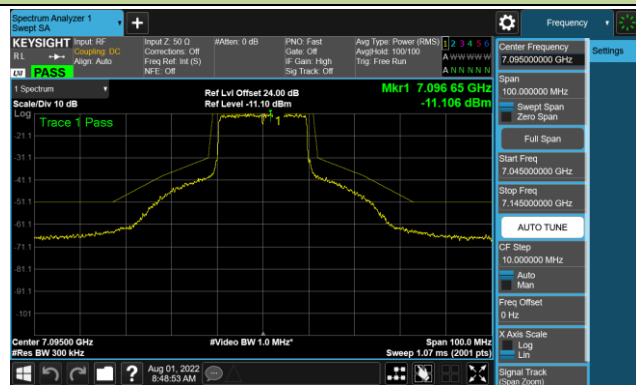 Spectrum Analyzer 1
Swept SA
Frequency
KEYSIGHT
RL
PASS
Input: RF
Coupling: DC
Align: Auto
Input Z: 50 Ω
Corrections: Off
Freq Ref: Int (S)
NFE: Off
#Atten: 0 dB
PNO: Fast
Gate: Off
IF Gain: High
Sig Track: Off
Avg Type: Power (RMS)
Avg|Hold: 100/100
Trig: Free Run
1 2 3 4 5 6
A W W W W W
A N N N N N
1 Spectrum
Scale/Div 10 dB
Log
Ref Lvl Offset 24.00 dB
Ref Level -11.10 dBm
Mkr1 7.096 65 GHz
-11.106 dBm
Trace 1 Pass
1
-21.1
-31.1
-41.1
-51.1
-61.1
-71.1
-81.1
-91.1
-101
Center 7.09500 GHz
#Res BW 300 kHz
#Video BW 1.0 MHz*
Span 100.0 MHz
Sweep 1.07 ms (2001 pts)
Aug 01, 2022
8:48:53 AM
Center Frequency
7.095000000 GHz
Settings
Span
100.000000 MHz
Swept Span
Zero Span
Full Span
Start Freq
7.045000000 GHz
Stop Freq
7.145000000 GHz
AUTO TUNE
CF Step
10.000000 MHz
Auto
Man
Freq Offset
0 Hz
X Axis Scale
Log
Lin
Signal Track
(Span Zoom)